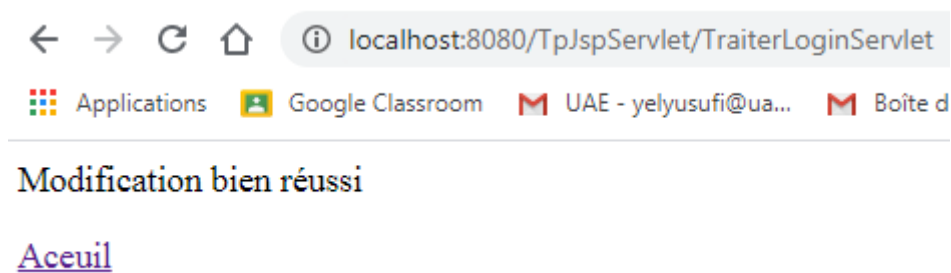 localhost:8080/TpJspServlet/TraiterLoginServlet
Applications Google Classroom UAE - yelyusufi@ua... Boîte d
Modification bien réussi
Aceuil